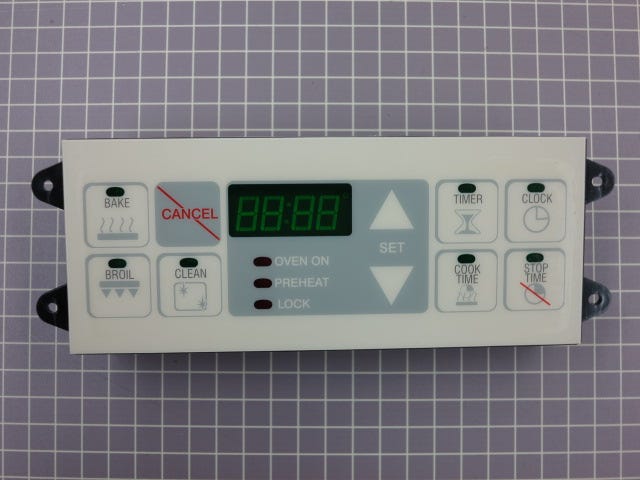 BAKE
CANCEL
BROIL
CLEAN
88:88
OVEN ON
PREHEAT
LOCK
SET
TIMER
CLOCK
COOK
TIME
STOP
TIME